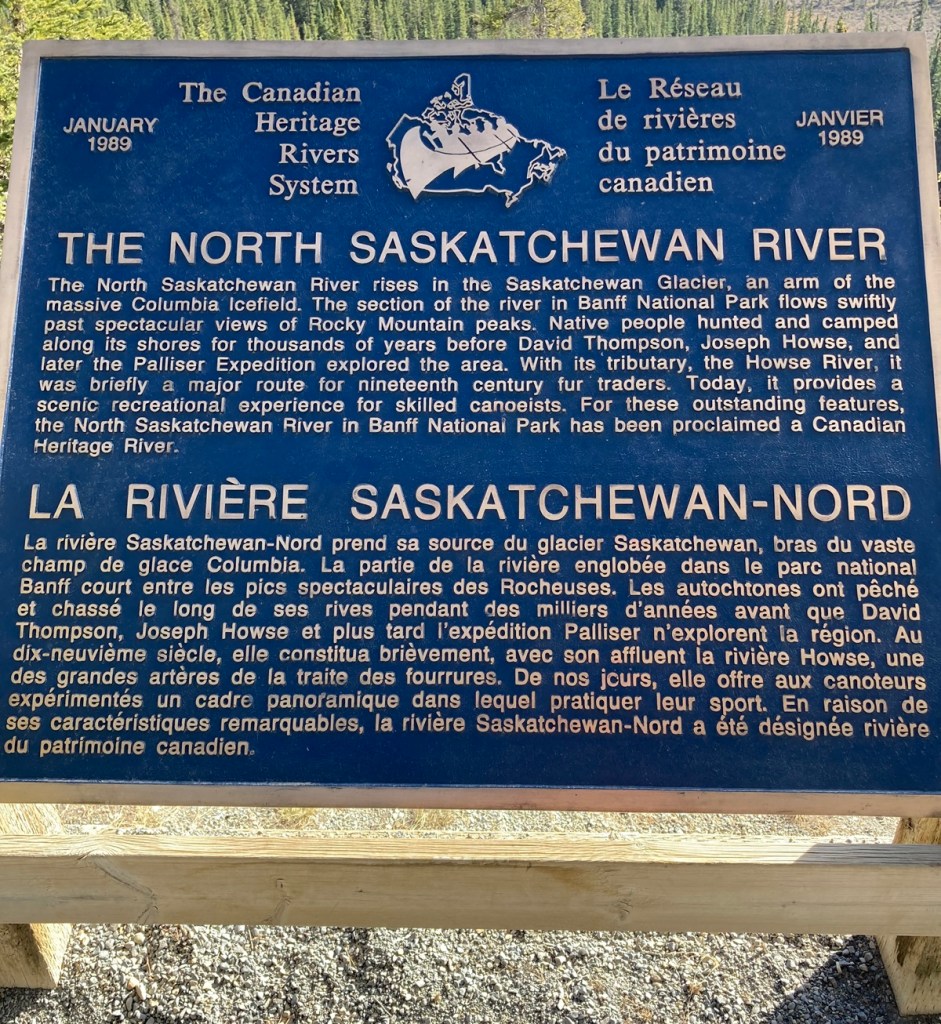 JANUARY
1989
The Canadian
Heritage
Rivers
System
Le Réseau
de rivières
du patrimoine
canadien
JANVIER
1989
THE NORTH SASKATCHEWAN RIVER
The North Saskatchewan River rises in the Saskatchewan Glacier, an arm of the
massive Columbia Icefield. The section of the river in Banff National Park flows swiftly
past spectacular views of Rocky Mountain peaks. Native people hunted and camped
along its shores for thousands of years before David Thompson, Joseph Howse, and
later the Palliser Expedition explored the area. With its tributary, the Howse River, it
was briefly a major route for nineteenth century fur traders. Today, it provides a
scenic recreational experience for skilled canoeists. For these outstanding features,
the North Saskatchewan River in Banff National Park has been proclaimed a Canadian
Heritage River.
LA RIVIÈRE SASKATCHEWAN-NORD
La rivière Saskatchewan-Nord prend sa source du glacier Saskatchewan, bras du vaste
champ de glace Columbia. La partie de la rivière englobée dans le parc national
Banff court entre les pics spectaculaires des Rocheuses. Les autochtones ont pêché
et chassé le long de ses rives pendant des milliers d'années avant que David
Thompson, Joseph Howse et plus tard l'expédition Palliser n'explorent la région. Au
dix-neuvième siècle, elle constitua brièvement, avec son affluent la rivière Howse, une
des grandes artères de la traite des fourrures. De nos jours, elle offre aux canoteurs
expérimentés un cadre panoramique dans lequel pratiquer leur sport. En raison de
ses caractéristiques remarquables, la rivière Saskatchewan-Nord a été désignée rivière
du patrimoine canadien.